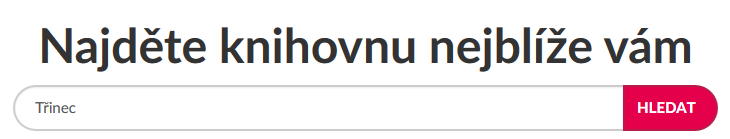 Najděte knihovnu nejblíže vám
Třinec
HLEDAT